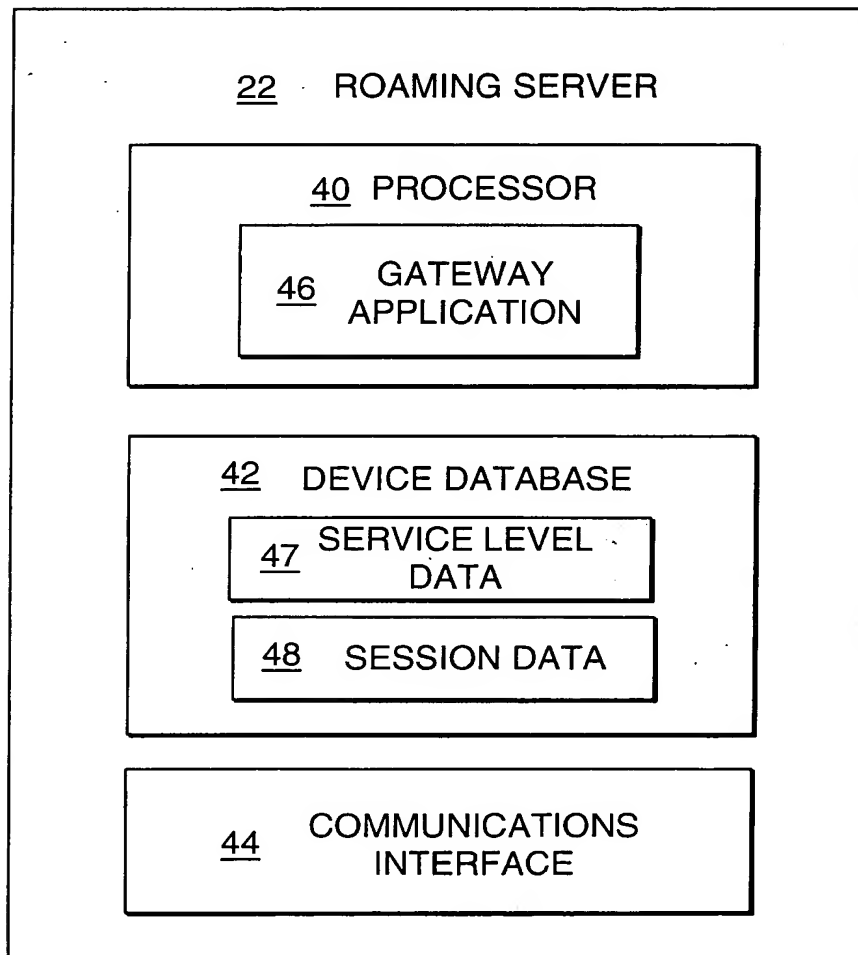 22 ROAMING SERVER
40 PROCESSOR
46 GATEWAY
APPLICATION
42 DEVICE DATABASE
47 SERVICE LEVEL
DATA
48 SESSION DATA
44 COMMUNICATIONS
INTERFACE